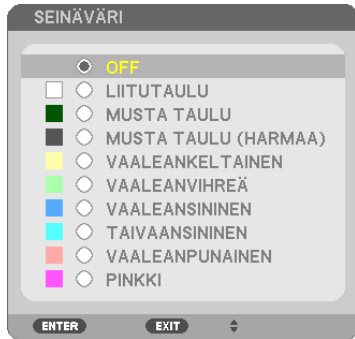 SEINÄVÄRI
OFF
LIITUTAULU
MUSTA TAULU
MUSTA TAULU (HARMAA)
VAALEANKELTAINEN
VAALEANVIHREÄ
VAALEANSININEN
TAIVAANSININEN
VAALEANPUNAINEN
PINKKI
ENTER EXIT